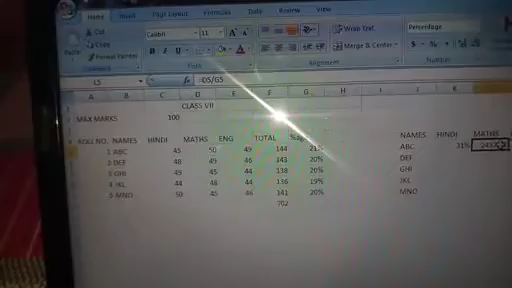 Home Insert Page Layout Formulas Data Review View
Cut
Copy
Format Painter
Paste
Calibri 11
Wrap Text
Merge & Center
Percentage
Font Alignment Number
L5 fx =D5/G5
A B C D E F G H I J K L
CLASS VII
MAX MARKS 100
ROLL NO. NAMES HINDI MATHS ENG TOTAL NAMES HINDI MATHS
1 ABC 45 50 49 144 21% ABC 31%
2 DEF 48 49 46 143 20% DEF
3 GHI 49 45 44 138 20% GHI
4 JKL 44 48 44 136 19% JKL
5 MNO 50 45 46 141 20% MNO
702